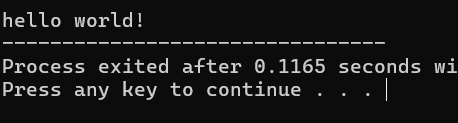 hello world!
--------------------------------
Process exited after 0.1165 seconds wi
Press any key to continue . . .